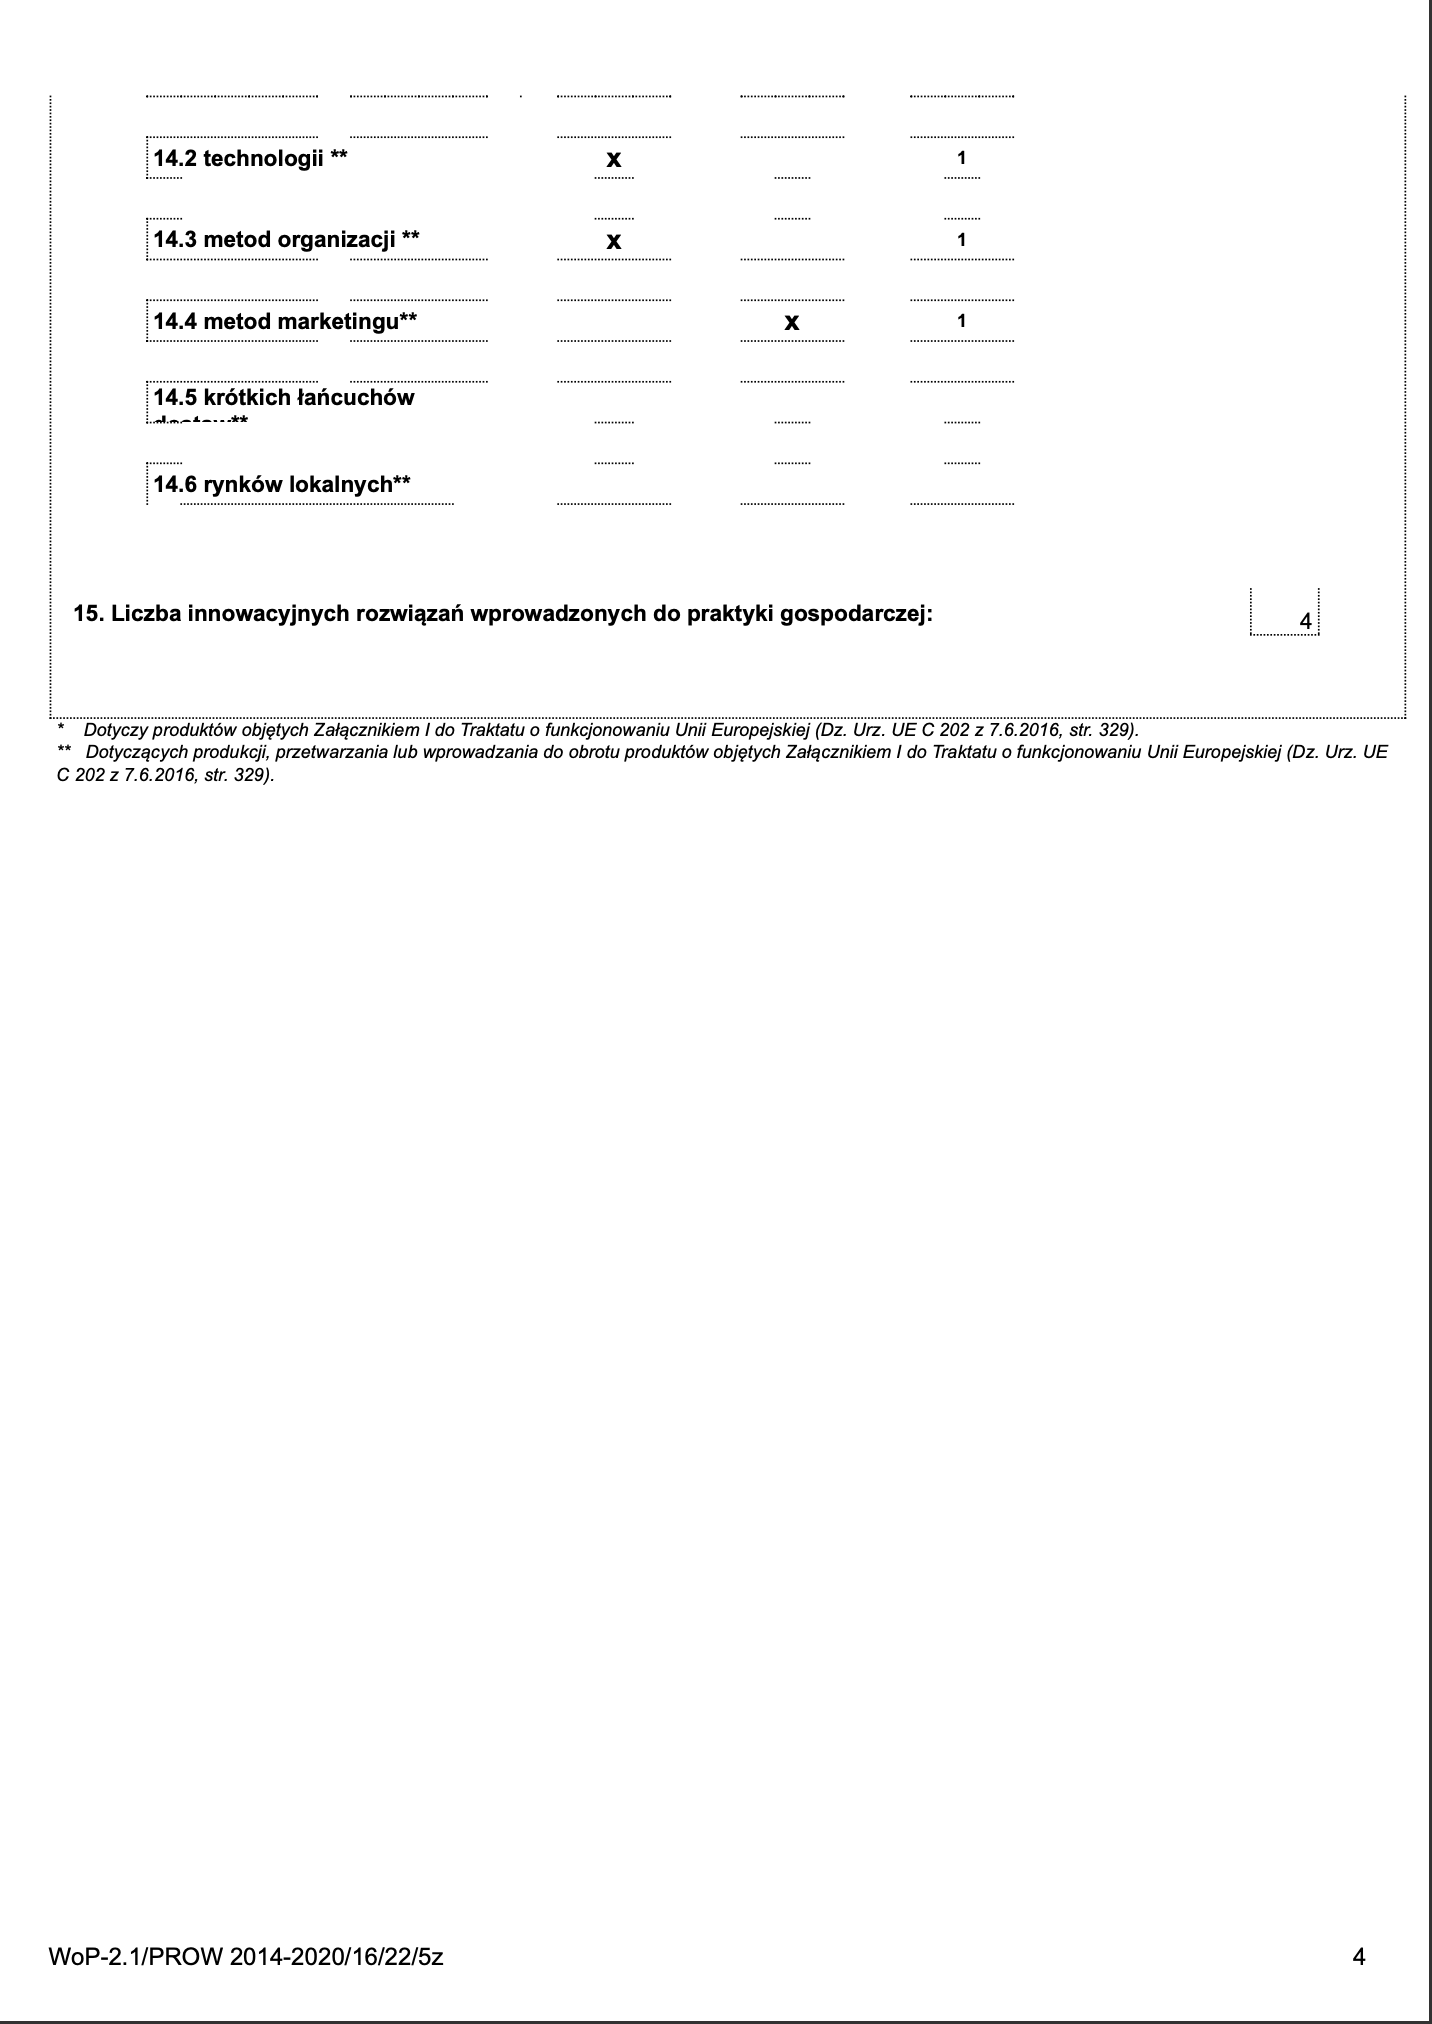 14.2 technologii ** x 1
14.3 metod organizacji ** x 1
14.4 metod marketingu** x 1
14.5 krótkich łańcuchów
14.6 rynków lokalnych**
15. Liczba innowacyjnych rozwiązań wprowadzonych do praktyki gospodarczej: 4
* Dotyczy produktów objętych Załącznikiem I do Traktatu o funkcjonowaniu Unii Europejskiej (Dz. Urz. UE C 202 z 7.6.2016, str. 329).
** Dotyczących produkcji, przetwarzania lub wprowadzania do obrotu produktów objętych Załącznikiem I do Traktatu o funkcjonowaniu Unii Europejskiej (Dz. Urz. UE
C 202 z 7.6.2016, str. 329).
WoP-2.1/PROW 2014-2020/16/22/5z 4